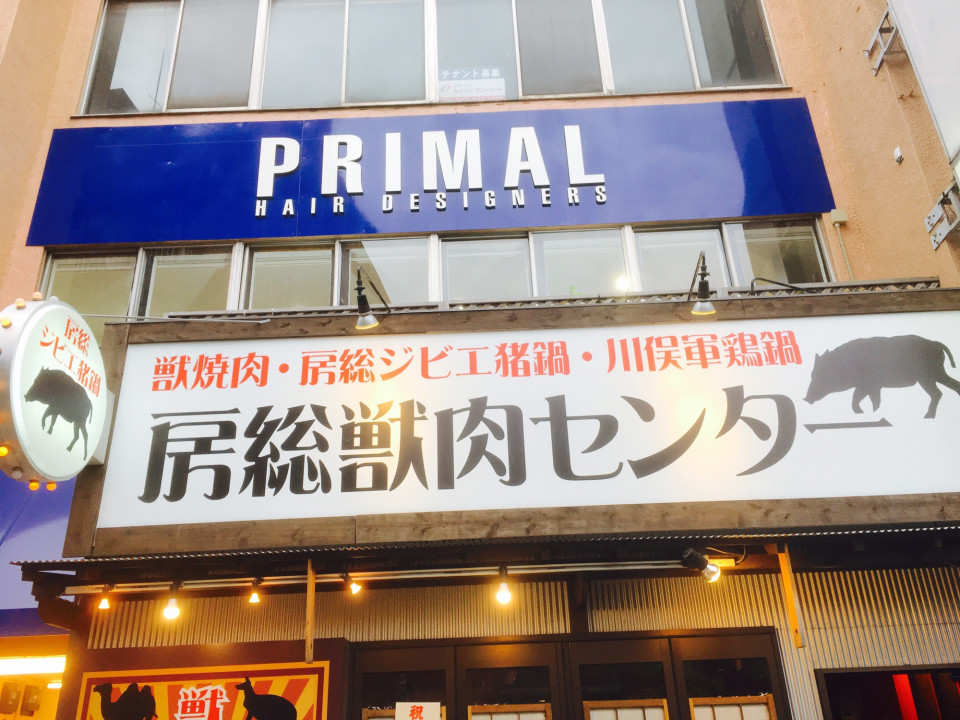 テナント募集
PRIMAL
HAIR DESIGNERS
房総
ジビエ猪鍋
獣焼肉・房総ジビエ猪鍋・川俣軍鶏鍋
房総獣肉センター
獣
税